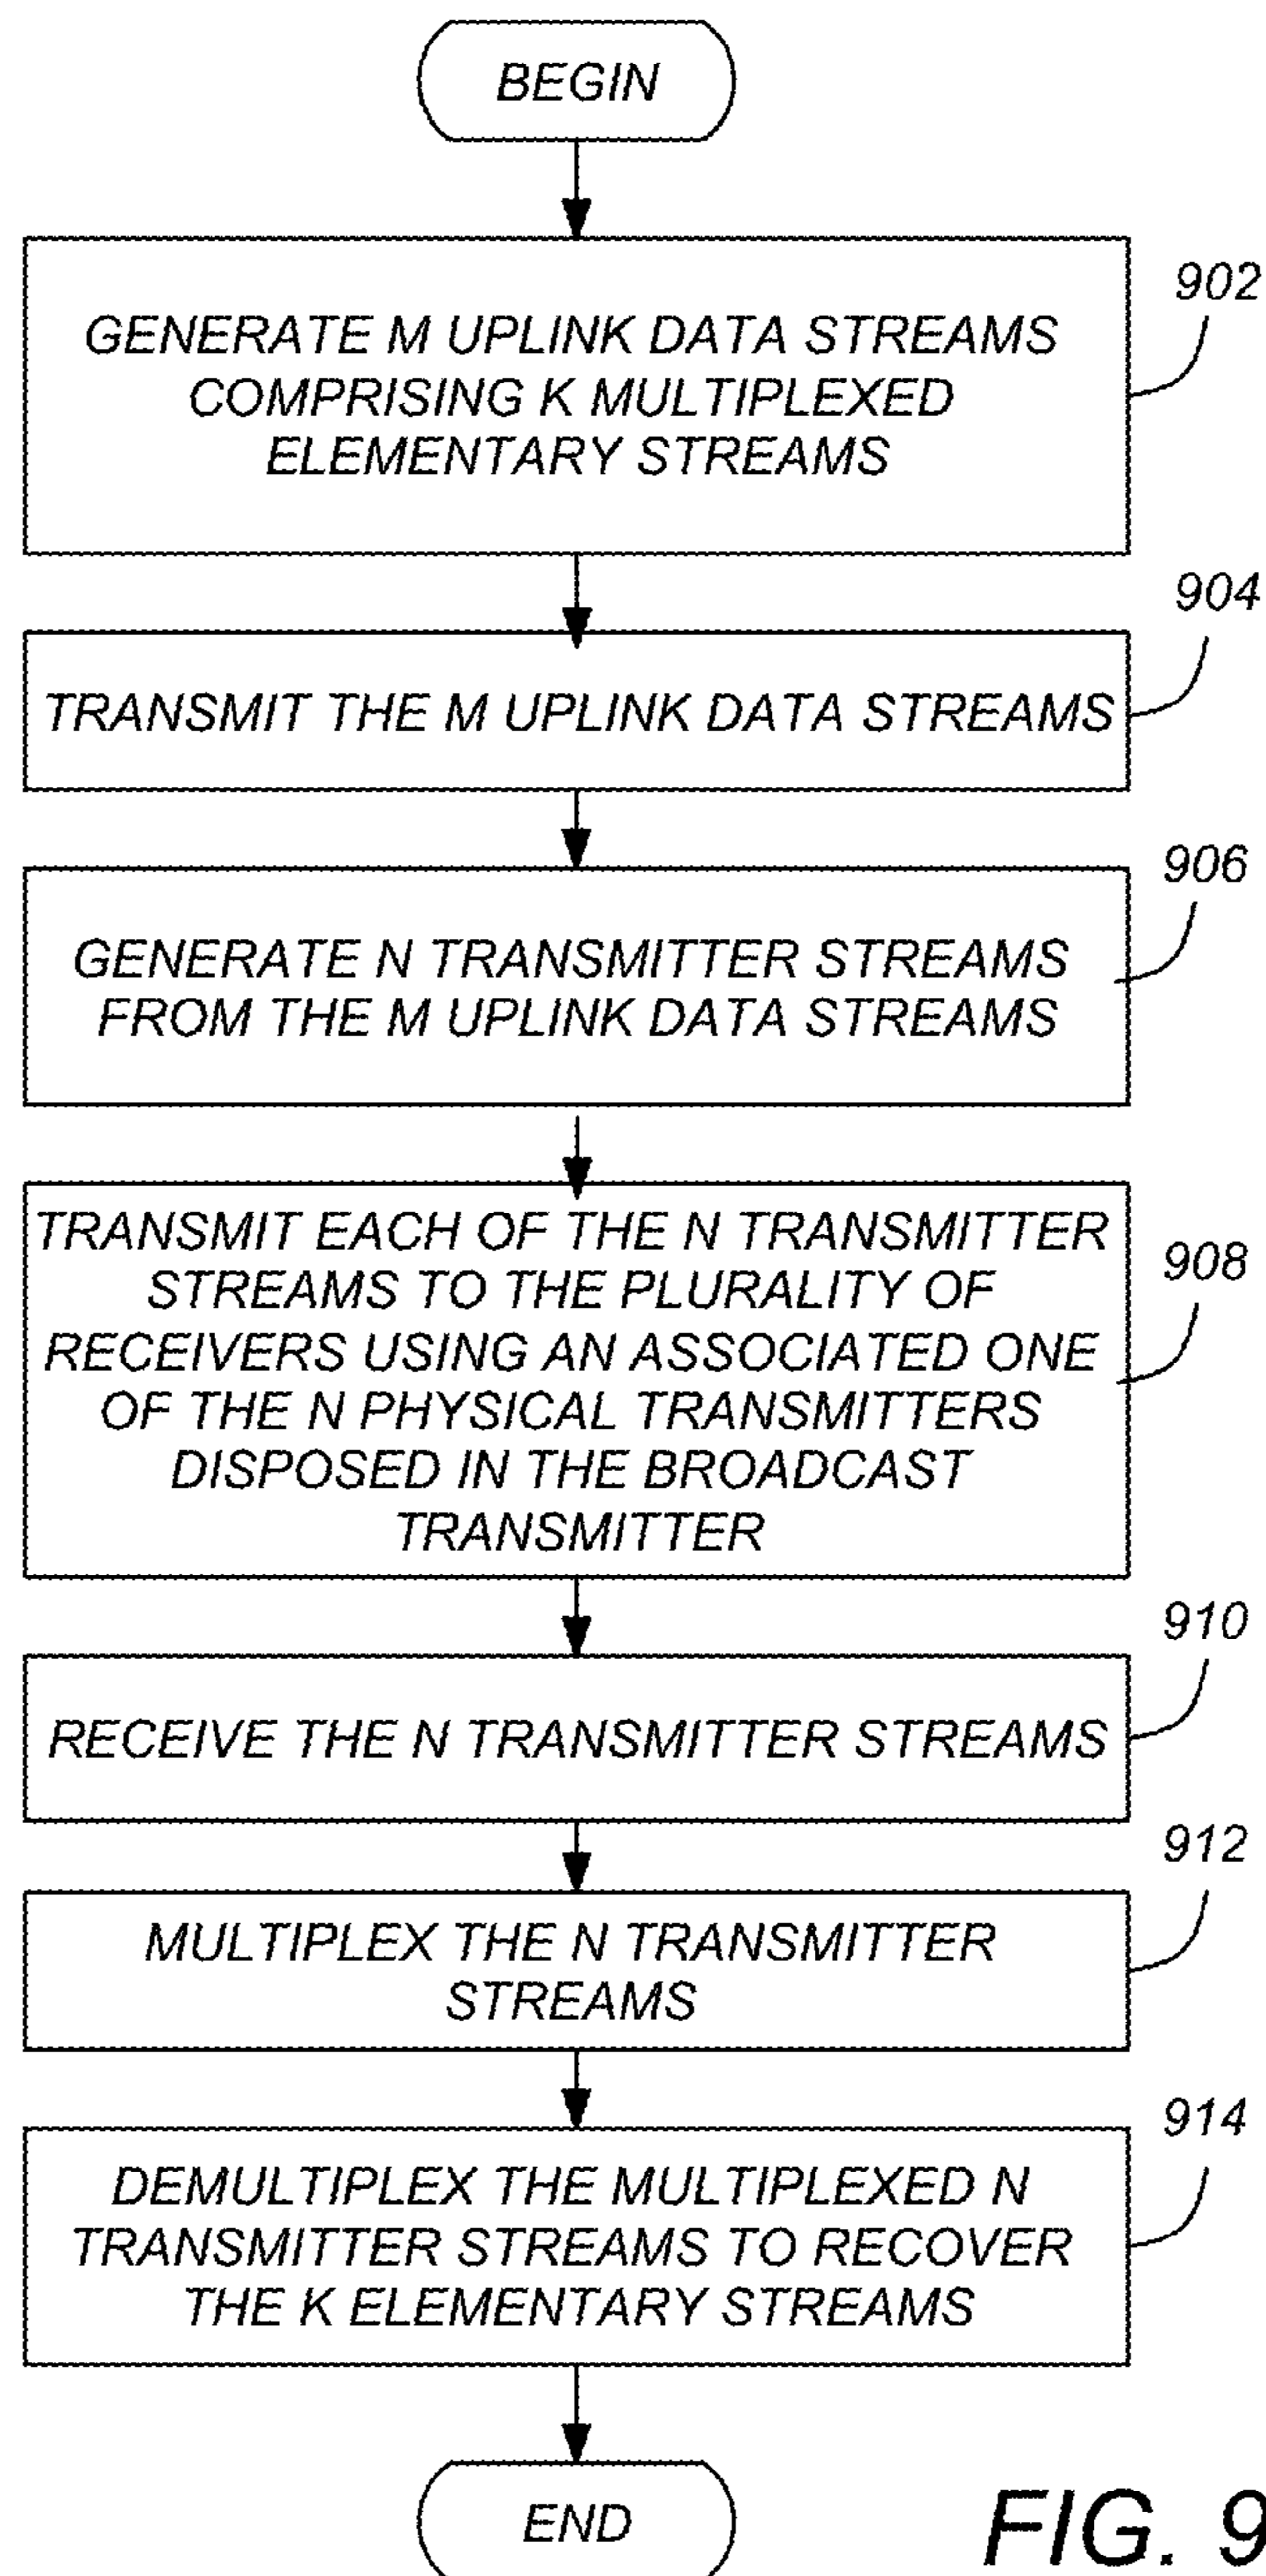 BEGIN
902
GENERATE M UPLINK DATA STREAMS
COMPRISING K MULTIPLEXED
ELEMENTARY STREAMS
904
TRANSMIT THE M UPLINK DATA STREAMS
906
GENERATE N TRANSMITTER STREAMS
FROM THE M UPLINK DATA STREAMS
908
TRANSMIT EACH OF THE N TRANSMITTER
STREAMS TO THE PLURALITY OF
RECEIVERS USING AN ASSOCIATED ONE
OF THE N PHYSICAL TRANSMITTERS
DISPOSED IN THE BROADCAST
TRANSMITTER
910
RECEIVE THE N TRANSMITTER STREAMS
912
MULTIPLEX THE N TRANSMITTER
STREAMS
914
DEMULTIPLEX THE MULTIPLEXED N
TRANSMITTER STREAMS TO RECOVER
THE K ELEMENTARY STREAMS
END
FIG. 9